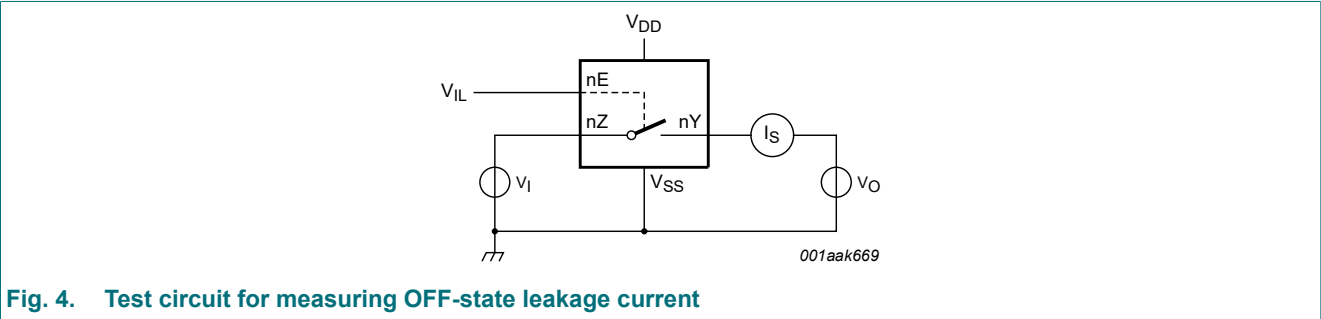 VDD
nE
VIL
nZ
nY
IS
VI
VSS
VO
001aak669
Fig. 4. Test circuit for measuring OFF-state leakage current